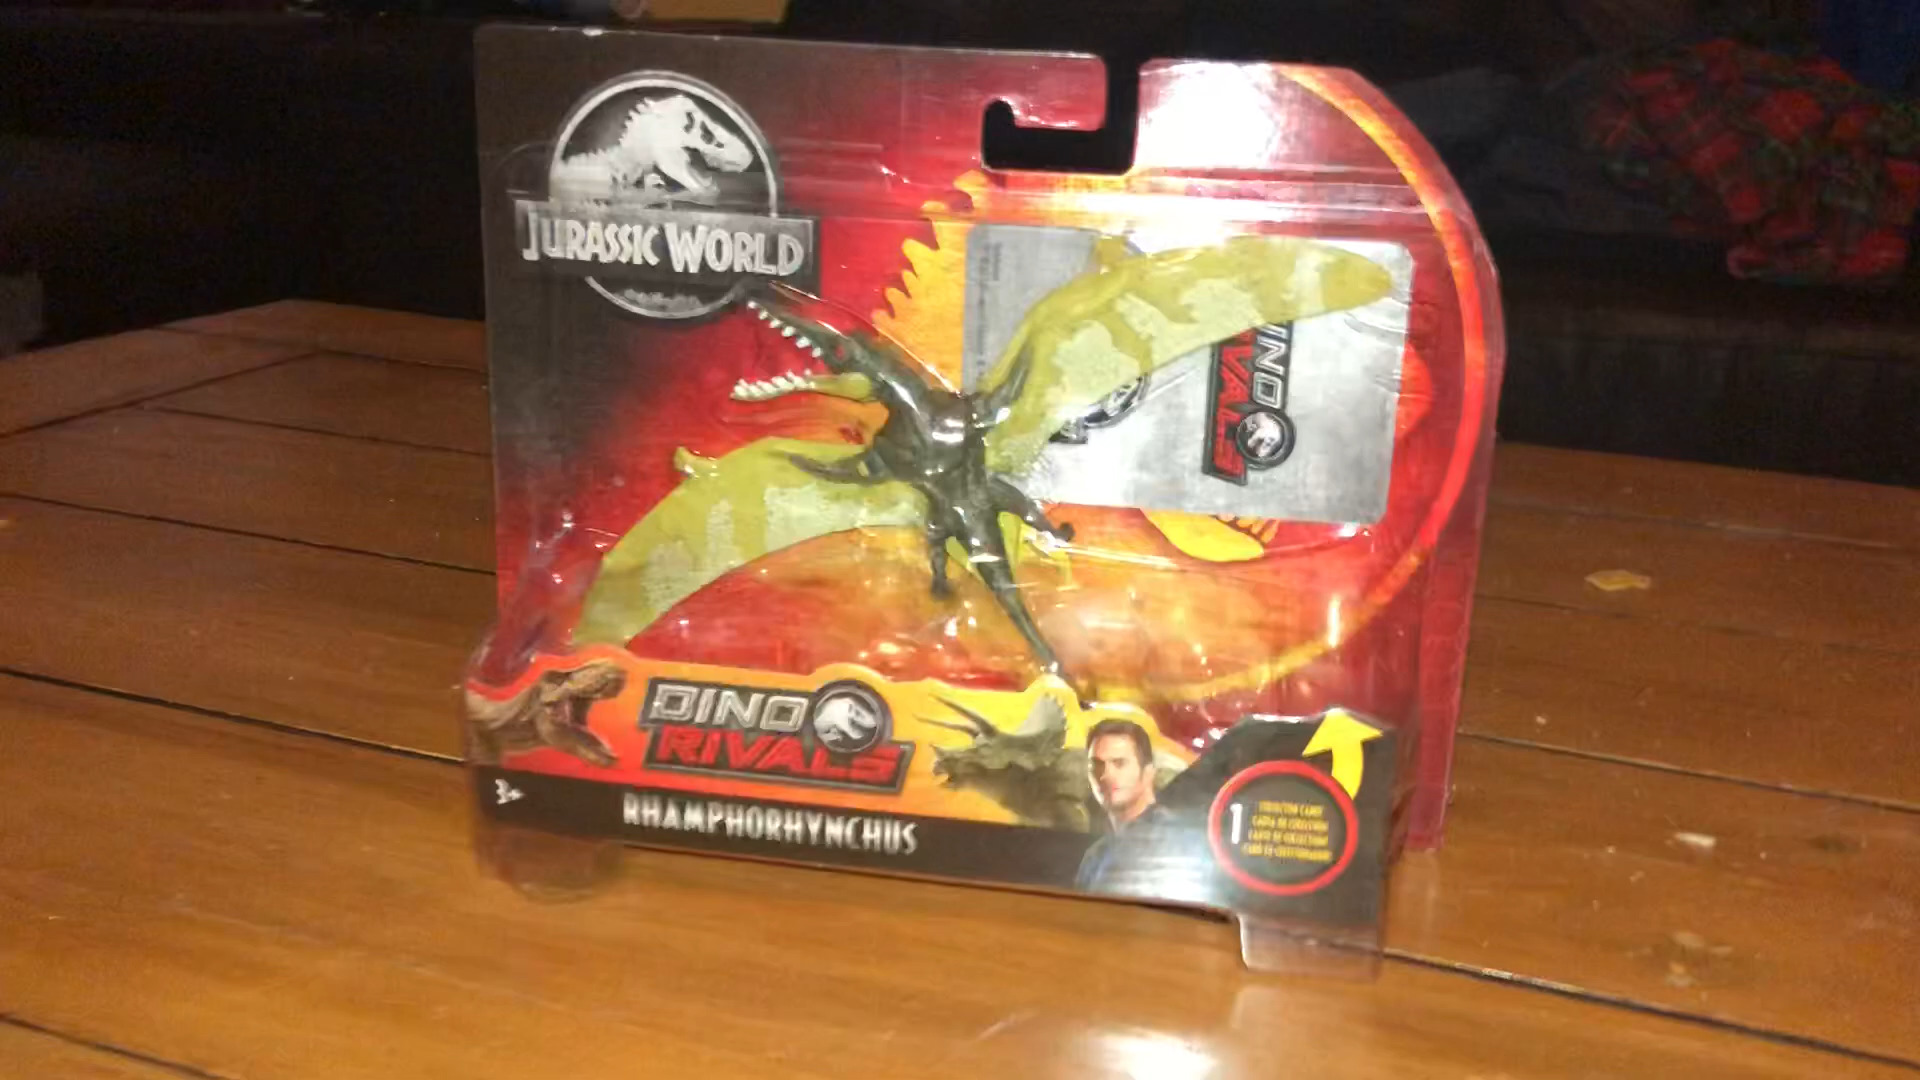 JURASSIC WORLD
DINO
RIVALS
DINO
RIVALS
3+
RHAMPHORHYNCHUS
1